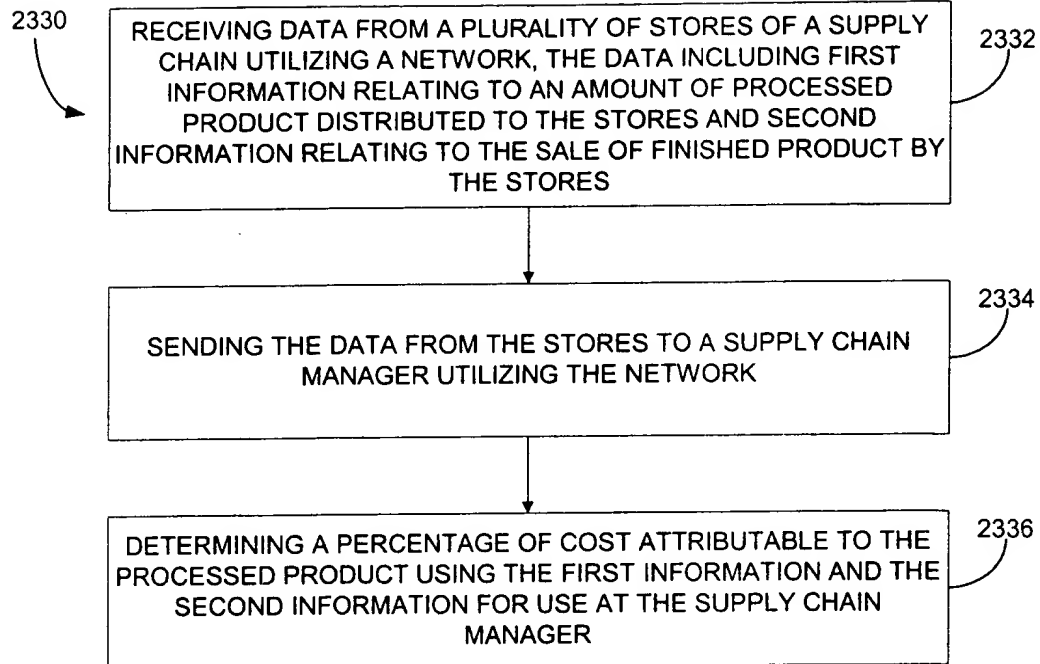 2330
RECEIVING DATA FROM A PLURALITY OF STORES OF A SUPPLY
CHAIN UTILIZING A NETWORK, THE DATA INCLUDING FIRST
INFORMATION RELATING TO AN AMOUNT OF PROCESSED
PRODUCT DISTRIBUTED TO THE STORES AND SECOND
INFORMATION RELATING TO THE SALE OF FINISHED PRODUCT BY
THE STORES
2332
SENDING THE DATA FROM THE STORES TO A SUPPLY CHAIN
MANAGER UTILIZING THE NETWORK
2334
DETERMINING A PERCENTAGE OF COST ATTRIBUTABLE TO THE
PROCESSED PRODUCT USING THE FIRST INFORMATION AND THE
SECOND INFORMATION FOR USE AT THE SUPPLY CHAIN
MANAGER
2336